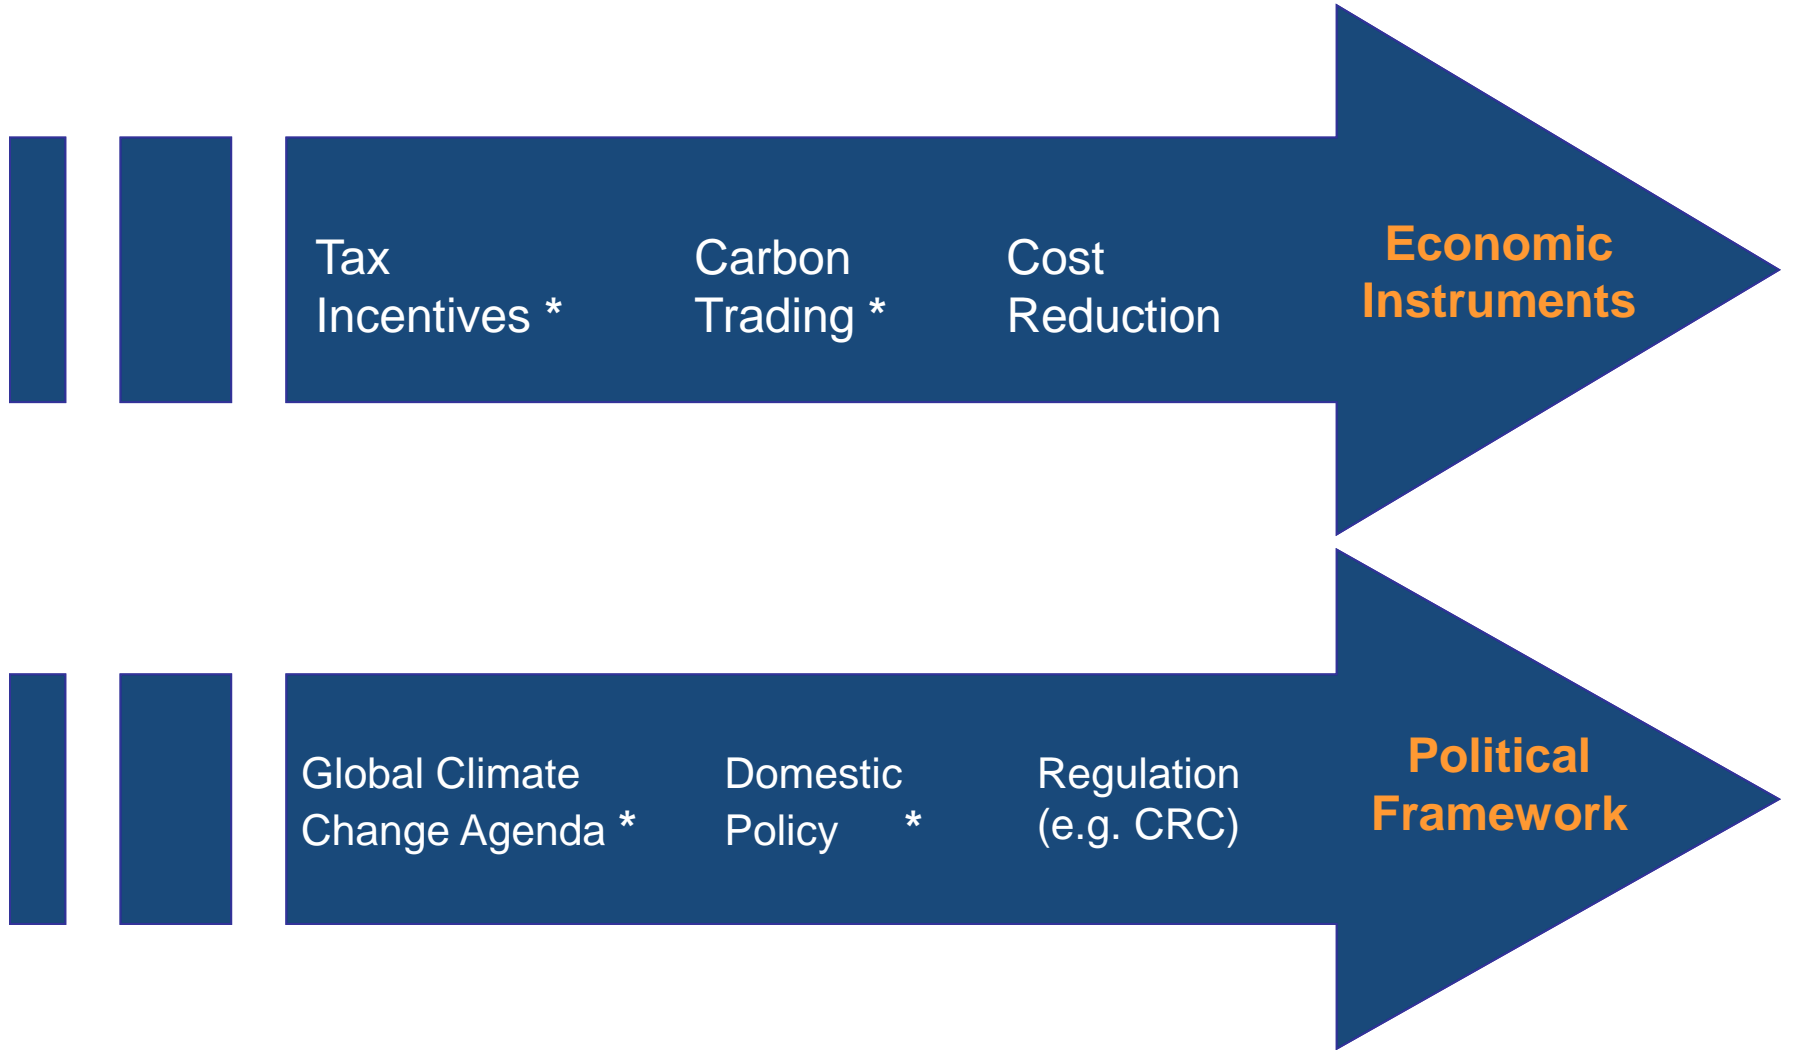 Tax
Incentives *
Carbon
Trading *
Cost
Reduction
Economic
Instruments
Global Climate
Change Agenda *
Domestic
Policy *
Regulation
(e.g. CRC)
Political
Framework